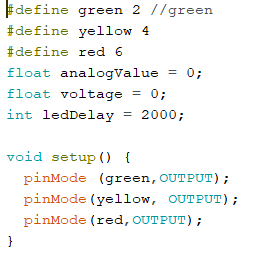 #define green 2 //green
#define yellow 4
#define red 6
float analogValue = 0;
float voltage = 0;
int ledDelay = 2000;

void setup() {
  pinMode (green,OUTPUT);
  pinMode(yellow, OUTPUT);
  pinMode(red,OUTPUT);
}